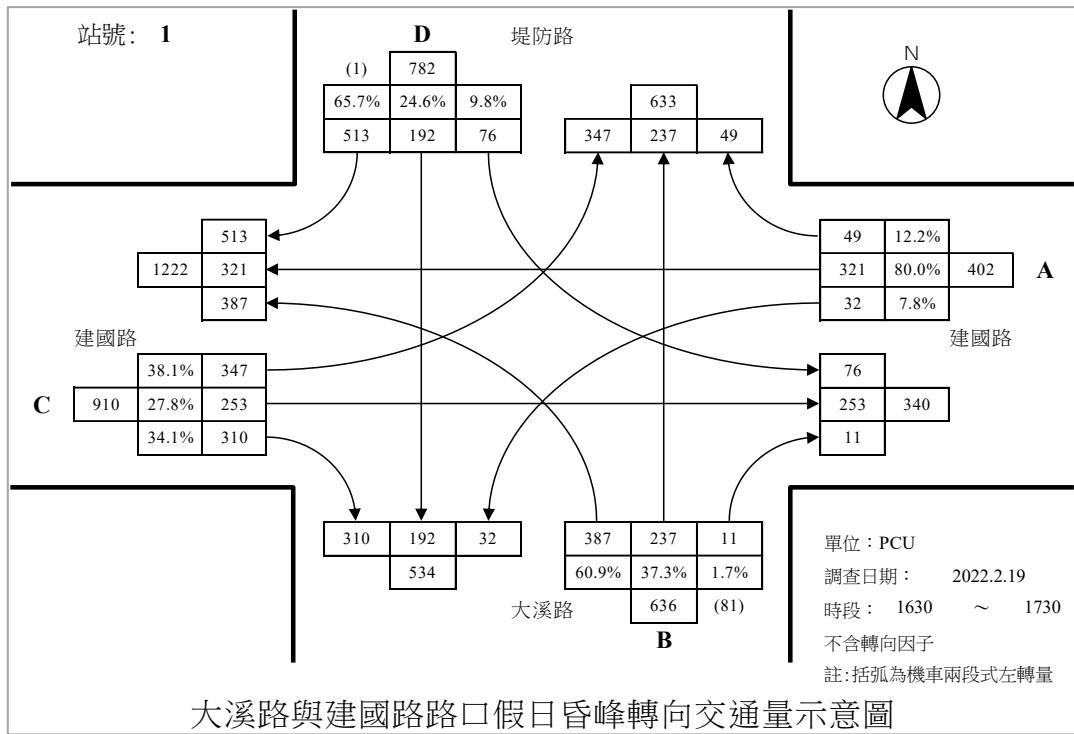 站號: 1
D
堤防路
N
(1)
782
65.7% 24.6% 9.8%
513 192 76
633
347 237 49
513
1222 321
387
49 12.2%
321 80.0% 402
32 7.8%
A
建國路
建國路
38.1% 347
C
910 27.8% 253
34.1% 310
76
253 340
11
310 192 32
534
387 237 11
60.9% 37.3% 1.7%
大溪路
636 (81)
B
單位：PCU
調查日期： 2022.2.19
時段： 1630 ～ 1730
不含轉向因子
註:括弧為機車兩段式左轉量
大溪路與建國路路口假日昏峰轉向交通量示意圖